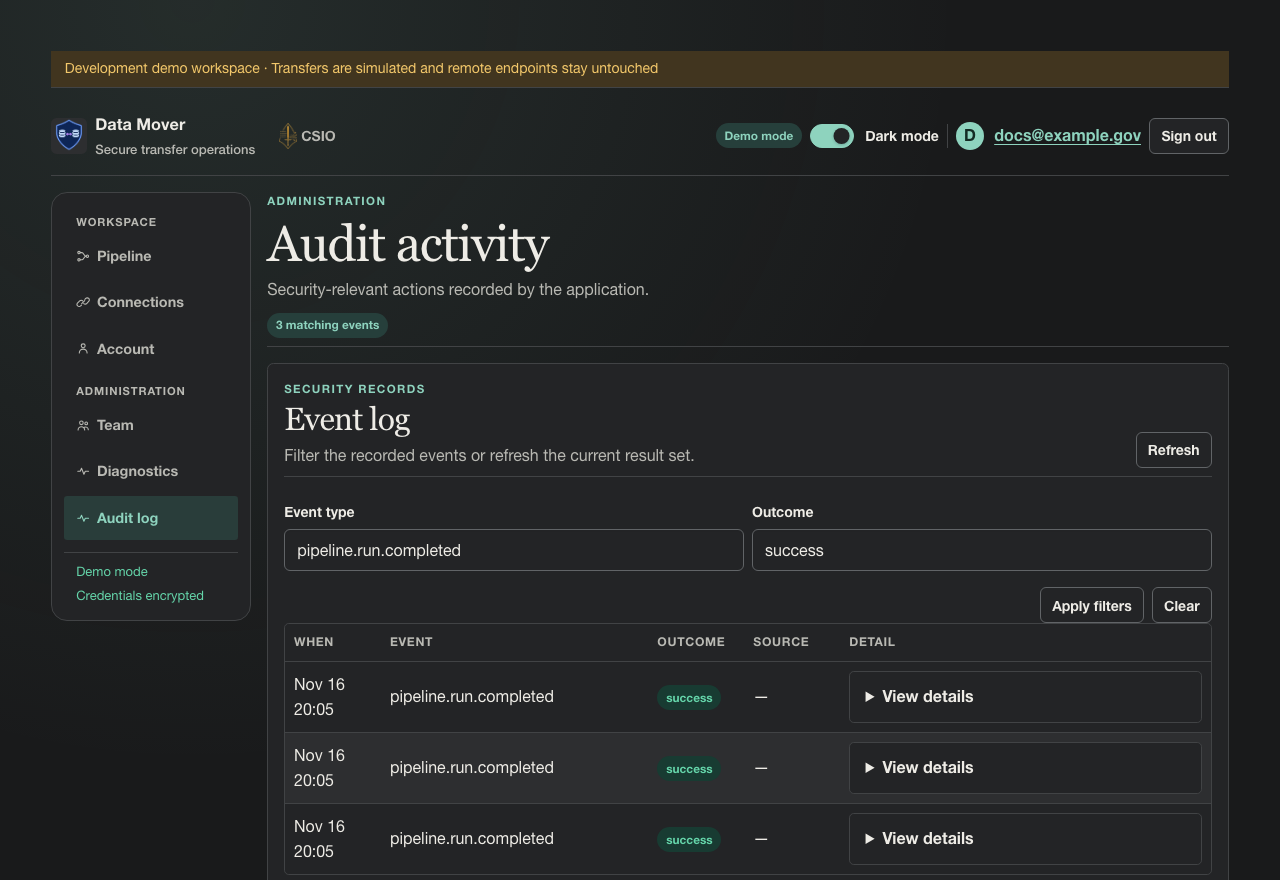 Development demo workspace · Transfers are simulated and remote endpoints stay untouched
Data Mover
Secure transfer operations
CSIO
Demo mode
Dark mode
D
docs@example.gov
Sign out
WORKSPACE
Pipeline
Connections
Account
ADMINISTRATION
Team
Diagnostics
Audit log
Demo mode
Credentials encrypted
ADMINISTRATION
Audit activity
Security-relevant actions recorded by the application.
3 matching events
SECURITY RECORDS
Event log
Filter the recorded events or refresh the current result set.
Refresh
Event type
Outcome
pipeline.run.completed
success
Apply filters
Clear
WHEN EVENT OUTCOME SOURCE DETAIL
Nov 16
20:05
pipeline.run.completed
success
—
View details
Nov 16
20:05
pipeline.run.completed
success
—
View details
Nov 16
20:05
pipeline.run.completed
success
—
View details